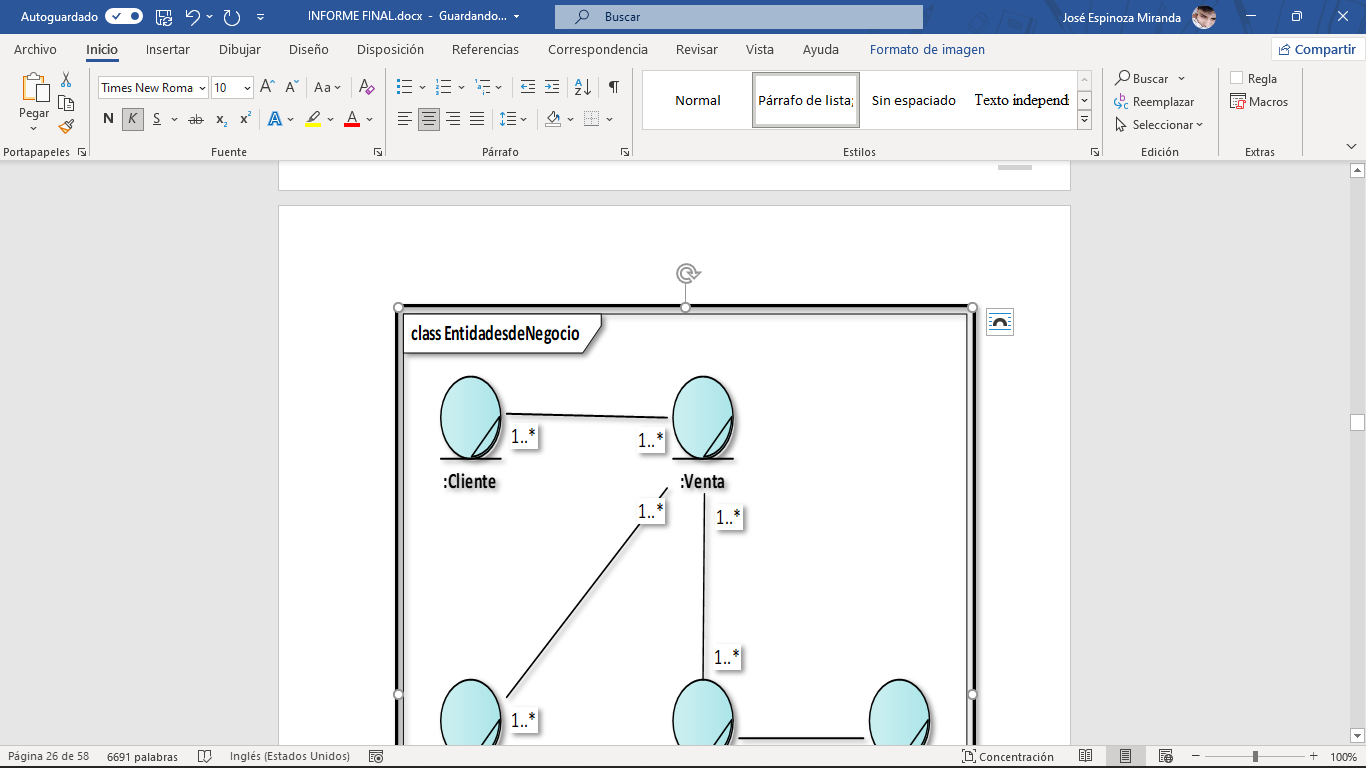 Autoguardado
INFORME FINAL.docx - Guardando...
Buscar
José Espinoza Miranda
Archivo Inicio Insertar Dibujar Diseño Disposición Referencias Correspondencia Revisar Vista Ayuda Formato de imagen Compartir
Pegar
Times New Roma 10
A A Aa A
N K S ab x₂ x² A A
Normal
Párrafo de lista;
Sin espaciado
Texto independi
Buscar
Reemplazar
Seleccionar
Regla
Macros
Portapapeles Fuente Párrafo Estilos Edición Extras
class EntidadesdeNegocio
1..* 1..*
:Cliente :Venta
1..* 1..*
1..*
1..*
Página 26 de 58 6691 palabras Inglés (Estados Unidos) Concentración 100%